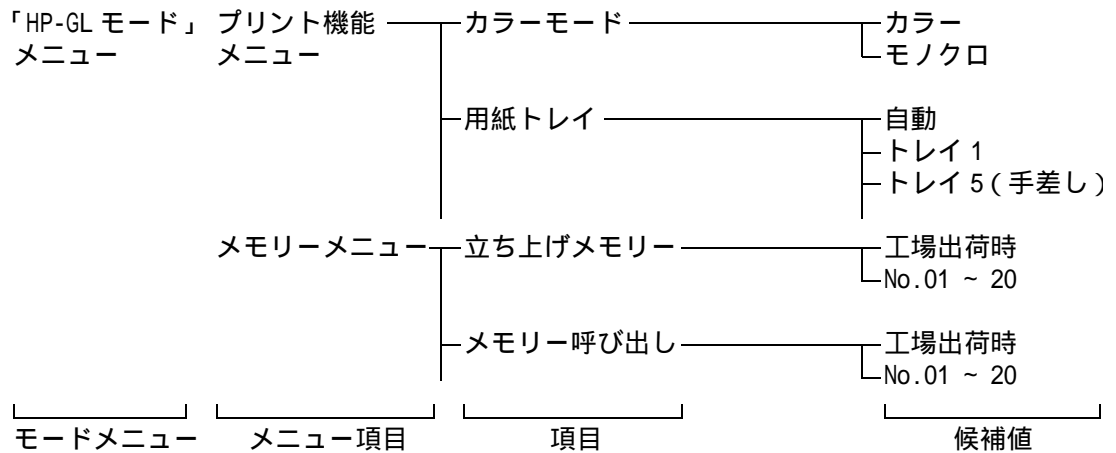 「HP-GL モード」 プリント機能 カラーモード カラー
メニュー メニュー モノクロ
用紙トレイ 自動
トレイ 1
トレイ 5 ( 手差し )
メモリーメニュー 立ち上げメモリー 工場出荷時
No.01 ~ 20
メモリー呼び出し 工場出荷時
No.01 ~ 20
モードメニュー メニュー項目 項目 候補値